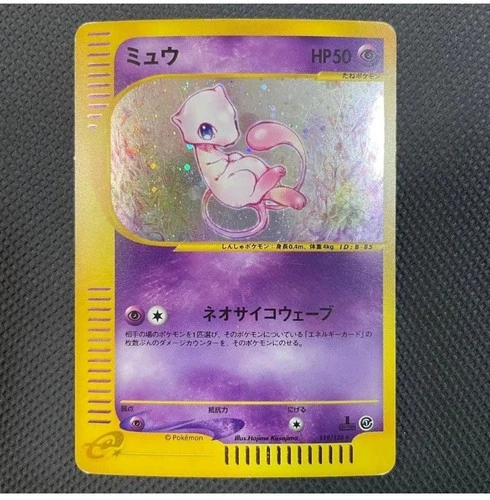 ミュウ HP50
たねポケモン
しんしゅポケモン：身長0.4m、体重4kg ID：B-85
ネオサイコウェーブ
相手の場のポケモンを1匹選び、そのポケモンについている「エネルギーカード」の
枚数ぶんのダメージカウンターを、そのポケモンにのせる。
弱点 抵抗力 にげる
© Pokémon Illus.Hajime Kusajima